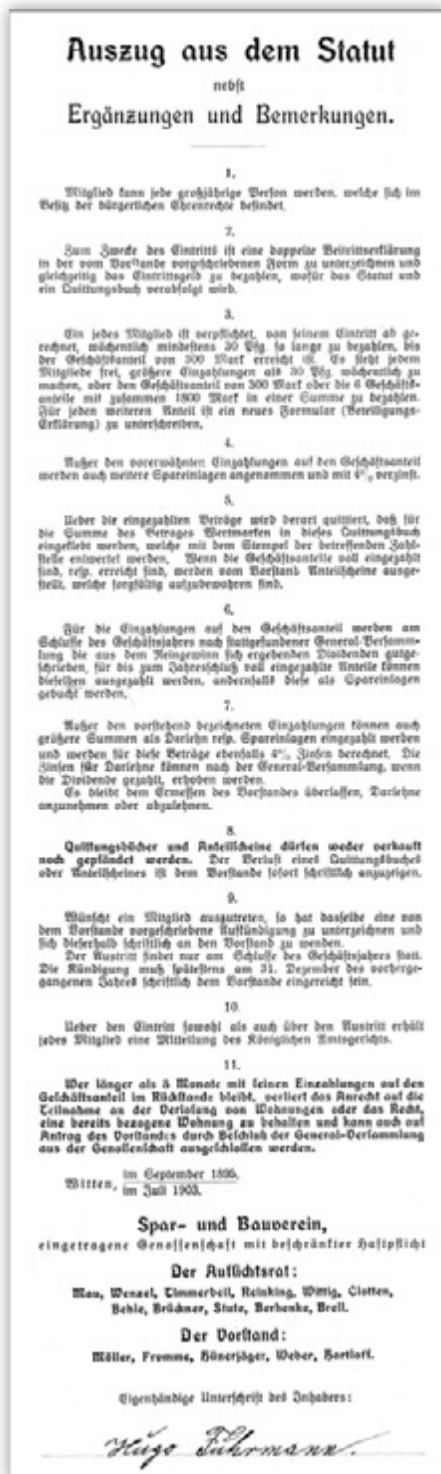 Auszug aus dem Statut
nebst
Ergänzungen und Bemerkungen.
1.
Mitglied kann jede großjährige Person werden, welche sich im
Besitz der bürgerlichen Ehrenrechte befindet.
2.
Zum Zwecke des Eintritts ist eine doppelte Beitrittserklärung
in der vom Vorstande vorgeschriebenen Form zu unterzeichnen und
gleichzeitig das Eintrittsgeld zu bezahlen, wofür das Statut und
ein Quittungsbuch verabfolgt wird.
3.
Ein jedes Mitglied ist verpflichtet, von seinem Eintritt ab ge-
rechnet, wöchentlich mindestens 30 Pfg. so lange zu bezahlen, bis
der Geschäftsanteil von 300 Mark erreicht ist. Es steht jedem
Mitgliede frei, größere Einzahlungen als 30 Pfg. wöchentlich zu
machen, oder den Geschäftsanteil von 300 Mark oder die 6 Geschäfts-
anteile mit zusammen 1800 Mark in einer Summe zu bezahlen.
Für jeden weiteren Anteil ist ein neues Formular (Beteiligungs-
Erklärung) zu unterschreiben.
4.
Außer den vorerwähnten Einzahlungen auf den Geschäftsanteil
werden auch weitere Spareinlagen angenommen und mit 4% verzinst.
5.
Ueber die eingezahlten Beträge wird derart quittiert, daß für
die Summe des Betrages Wertmarken in dieses Quittungsbuch
eingeklebt werden, welche mit dem Stempel der betreffenden Zahl-
stelle entwertet werden. Wenn die Geschäftsanteile voll eingezahlt
sind, resp. erreicht sind, werden vom Vorstand Anteilscheine ausge-
stellt, welche sorgfältig aufzubewahren sind.
6.
Für die Einzahlungen auf den Geschäftsanteil werden am
Schlusse des Geschäftsjahres nach stattgefundener General-Versamm-
lung die aus dem Reingewinn sich ergebenden Dividenden gutge-
schrieben, für bis zum Jahresschluß voll eingezahlte Anteile können
dieselben ausgezahlt werden, andernfalls diese als Spareinlagen
gebucht werden.
7.
Außer den vorstehend bezeichneten Einzahlungen können auch
größere Summen als Darlehn resp. Spareinlagen eingezahlt werden
und werden für diese Beträge ebenfalls 4% Zinsen berechnet. Die
Zinsen für Darlehne können nach der General-Versammlung, wenn
die Dividende gezahlt, erhoben werden.
Es bleibt dem Ermessen des Vorstandes überlassen, Darlehne
anzunehmen oder abzulehnen.
8.
Quittungsbücher und Anteilscheine dürfen weder verkauft
noch gepfändet werden. Der Verlust eines Quittungsbuches
oder Anteilscheines ist dem Vorstande sofort schriftlich anzuzeigen.
9.
Wünscht ein Mitglied auszutreten, so hat dasselbe eine von
dem Vorstande vorgeschriebene Aufkündigung zu unterzeichnen und
sich dieserhalb schriftlich an den Vorstand zu wenden.
Der Austritt findet nur am Schlusse des Geschäftsjahres statt.
Die Kündigung muß spätestens am 31. Dezember des vorherge-
gangenen Jahres schriftlich dem Vorstande eingereicht sein.
10.
Ueber den Eintritt sowohl als auch über den Austritt erhält
jedes Mitglied eine Mitteilung des Königlichen Amtsgerichts.
11.
Wer länger als 3 Monate mit seinen Einzahlungen auf den
Geschäftsanteil im Rückstande bleibt, verliert das Anrecht auf die
Teilnahme an der Verlosung von Wohnungen oder das Recht,
eine bereits bezogene Wohnung zu behalten und kann auch auf
Antrag des Vorstandes durch Beschluß der General-Versammlung
aus der Genossenschaft ausgeschlossen werden.
Witten, im September 1895.
im Juli 1903.
Spar- und Bauverein,
eingetragene Genossenschaft mit beschränkter Haftpflicht
Der Aufsichtsrat:
Mau, Wenzel, Timmerbeil, Reinking, Wittig, Clotten,
Behle, Brückner, Stute, Berhenke, Brell.
Der Vorstand:
Möller, Fromme, Hünerjäger, Weber, Hartloff.
Eigenhändige Unterschrift des Inhabers:
Hugo Fuhrmann.